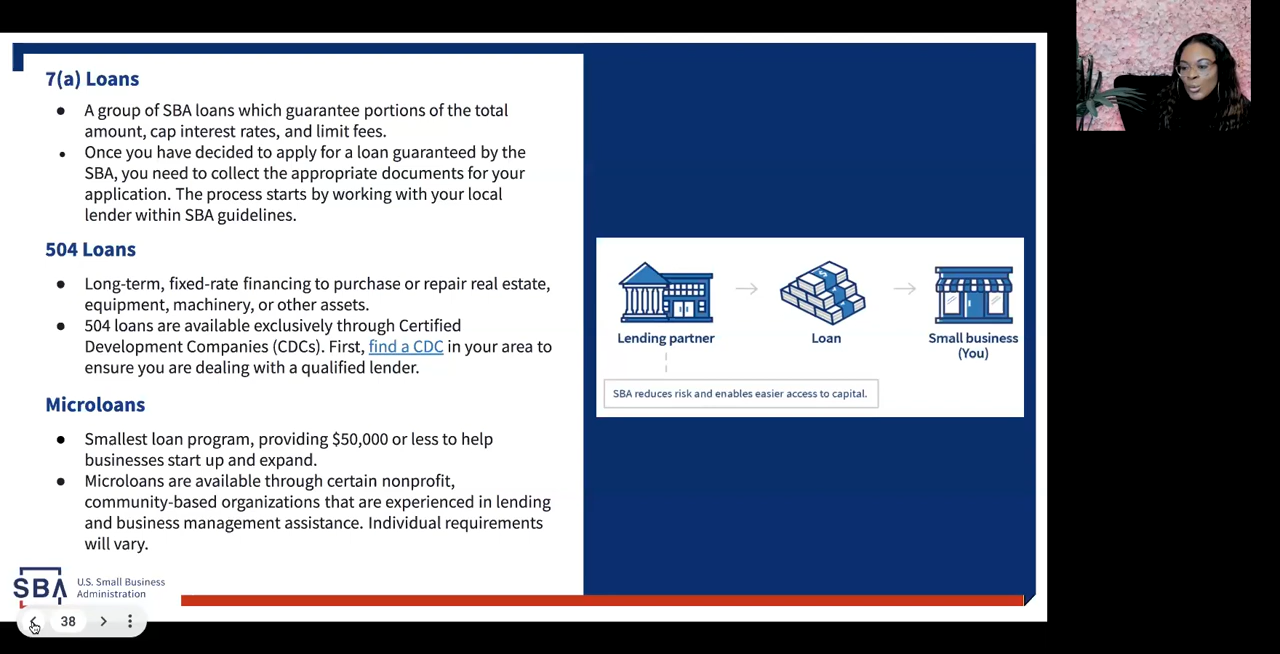 7(a) Loans
● A group of SBA loans which guarantee portions of the total
amount, cap interest rates, and limit fees.
• Once you have decided to apply for a loan guaranteed by the
SBA, you need to collect the appropriate documents for your
application. The process starts by working with your local
lender within SBA guidelines.
504 Loans
● Long-term, fixed-rate financing to purchase or repair real estate,
equipment, machinery, or other assets.
● 504 loans are available exclusively through Certified
Development Companies (CDCs). First, find a CDC in your area to
ensure you are dealing with a qualified lender.
Microloans
● Smallest loan program, providing $50,000 or less to help
businesses start up and expand.
● Microloans are available through certain nonprofit,
community-based organizations that are experienced in lending
and business management assistance. Individual requirements
will vary.
Lending partner
Loan
Small business
(You)
SBA reduces risk and enables easier access to capital.
SBA
U.S. Small Business
Administration
38